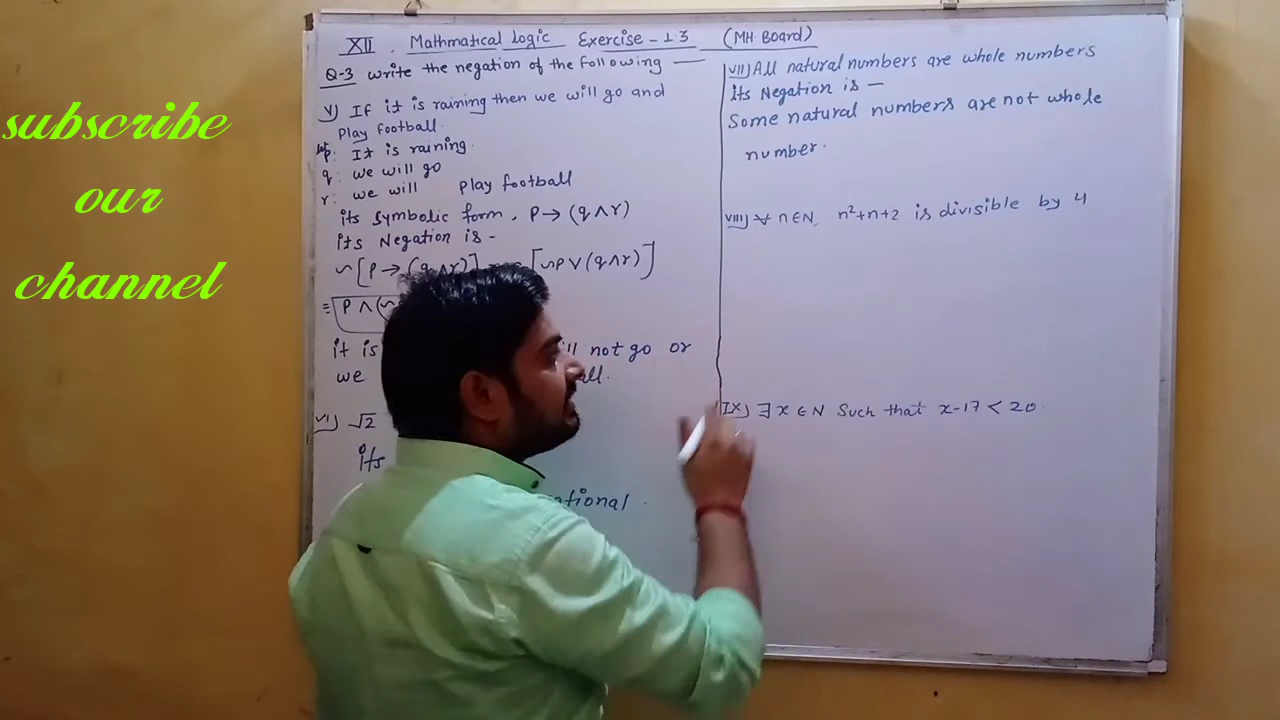 subscribe
our
channel
XII. Mathmatical Logic Exercise-1.3 (MH Board)
Q-3 write the negation of the following —
v) If it is raining then we will go and
Play football.
p: It is raining.
q: we will go
r: we will Play football
its symbolic form, P→(q∧r)
its Negation is-
~[P→(q∧r)] [~P∨(q∧r)]
≡ P∧(~
it is ll not go or
we all.
VI) √2
its
ational.
VII) All natural numbers are whole numbers
its Negation is —
Some natural numbers are not whole
number.
VIII) ∀ n∈N, n²+n+2 is divisible by 4
IX) ∃ x ∈ N Such that x-17 < 20.